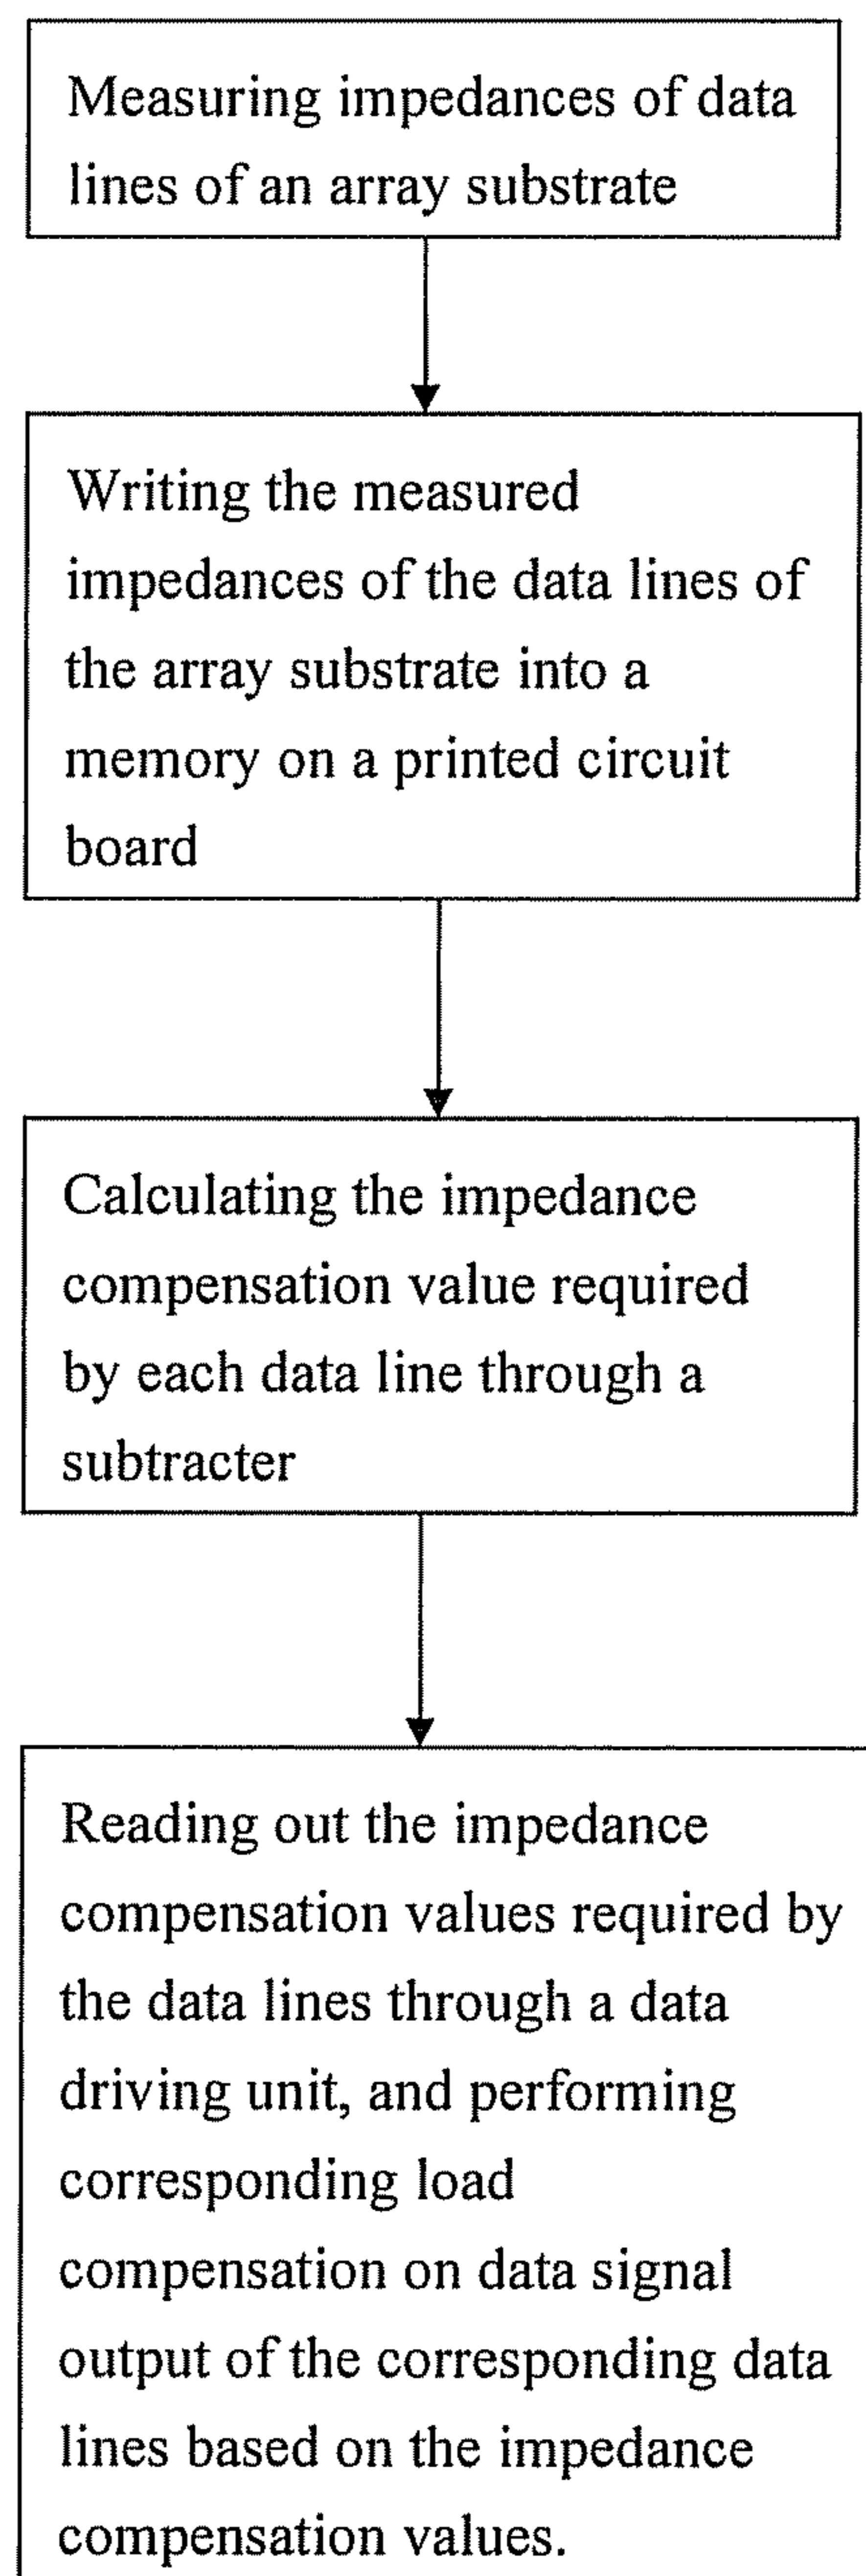 Measuring impedances of data
lines of an array substrate
Writing the measured
impedances of the data lines of
the array substrate into a
memory on a printed circuit
board
Calculating the impedance
compensation value required
by each data line through a
subtracter
Reading out the impedance
compensation values required by
the data lines through a data
driving unit, and performing
corresponding load
compensation on data signal
output of the corresponding data
lines based on the impedance
compensation values.